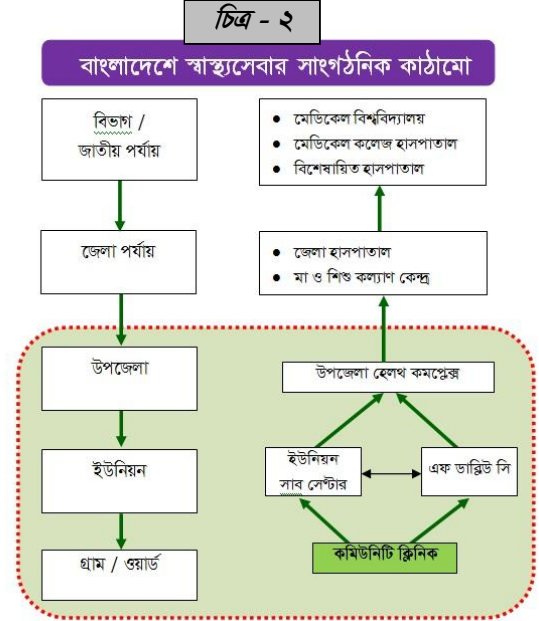 চিত্র - ২
বাংলাদেশে স্বাস্থ্যসেবার সাংগঠনিক কাঠামো
বিভাগ /
জাতীয় পর্যায়
জেলা পর্যায়
উপজেলা
ইউনিয়ন
গ্রাম / ওয়ার্ড
• মেডিকেল বিশ্ববিদ্যালয়
• মেডিকেল কলেজ হাসপাতাল
• বিশেষায়িত হাসপাতাল
• জেলা হাসপাতাল
• মা ও শিশু কল্যাণ কেন্দ্র
উপজেলা হেলথ কমপ্লেক্স
ইউনিয়ন
সাব সেন্টার
এফ ডাব্লিউ সি
কমিউনিটি ক্লিনিক